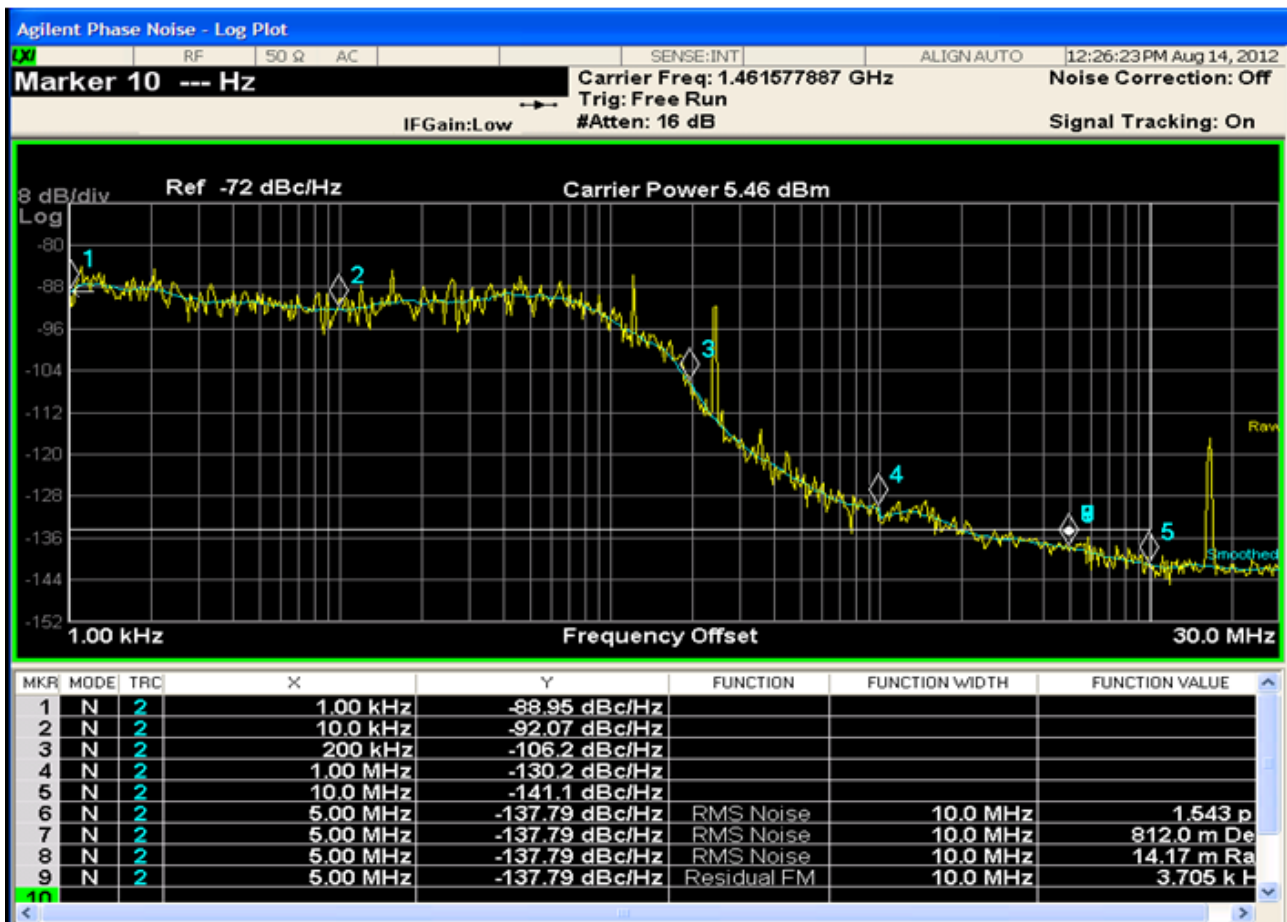 Agilent Phase Noise - Log Plot
LXI RF 50 Ω AC SENSE:INT ALIGN AUTO 12:26:23 PM Aug 14, 2012
Marker 10 --- Hz
Carrier Freq: 1.461577887 GHz
Noise Correction: Off
Trig: Free Run
IFGain:Low
#Atten: 16 dB
Signal Tracking: On
8 dB/div
Ref -72 dBc/Hz
Carrier Power 5.46 dBm
Log
-80
1
2
-88
-96
3
-104
-112
Raw
-120
4
-128
5
-136
Smoothed
-144
-152
1.00 kHz Frequency Offset 30.0 MHz
MKR MODE TRC X Y FUNCTION FUNCTION WIDTH FUNCTION VALUE
1 N 2 1.00 kHz -88.95 dBc/Hz
2 N 2 10.0 kHz -92.07 dBc/Hz
3 N 2 200 kHz -106.2 dBc/Hz
4 N 2 1.00 MHz -130.2 dBc/Hz
5 N 2 10.0 MHz -141.1 dBc/Hz
6 N 2 5.00 MHz -137.79 dBc/Hz RMS Noise 10.0 MHz 1.543 p
7 N 2 5.00 MHz -137.79 dBc/Hz RMS Noise 10.0 MHz 812.0 m De
8 N 2 5.00 MHz -137.79 dBc/Hz RMS Noise 10.0 MHz 14.17 m Ra
9 N 2 5.00 MHz -137.79 dBc/Hz Residual FM 10.0 MHz 3.705 k H
10